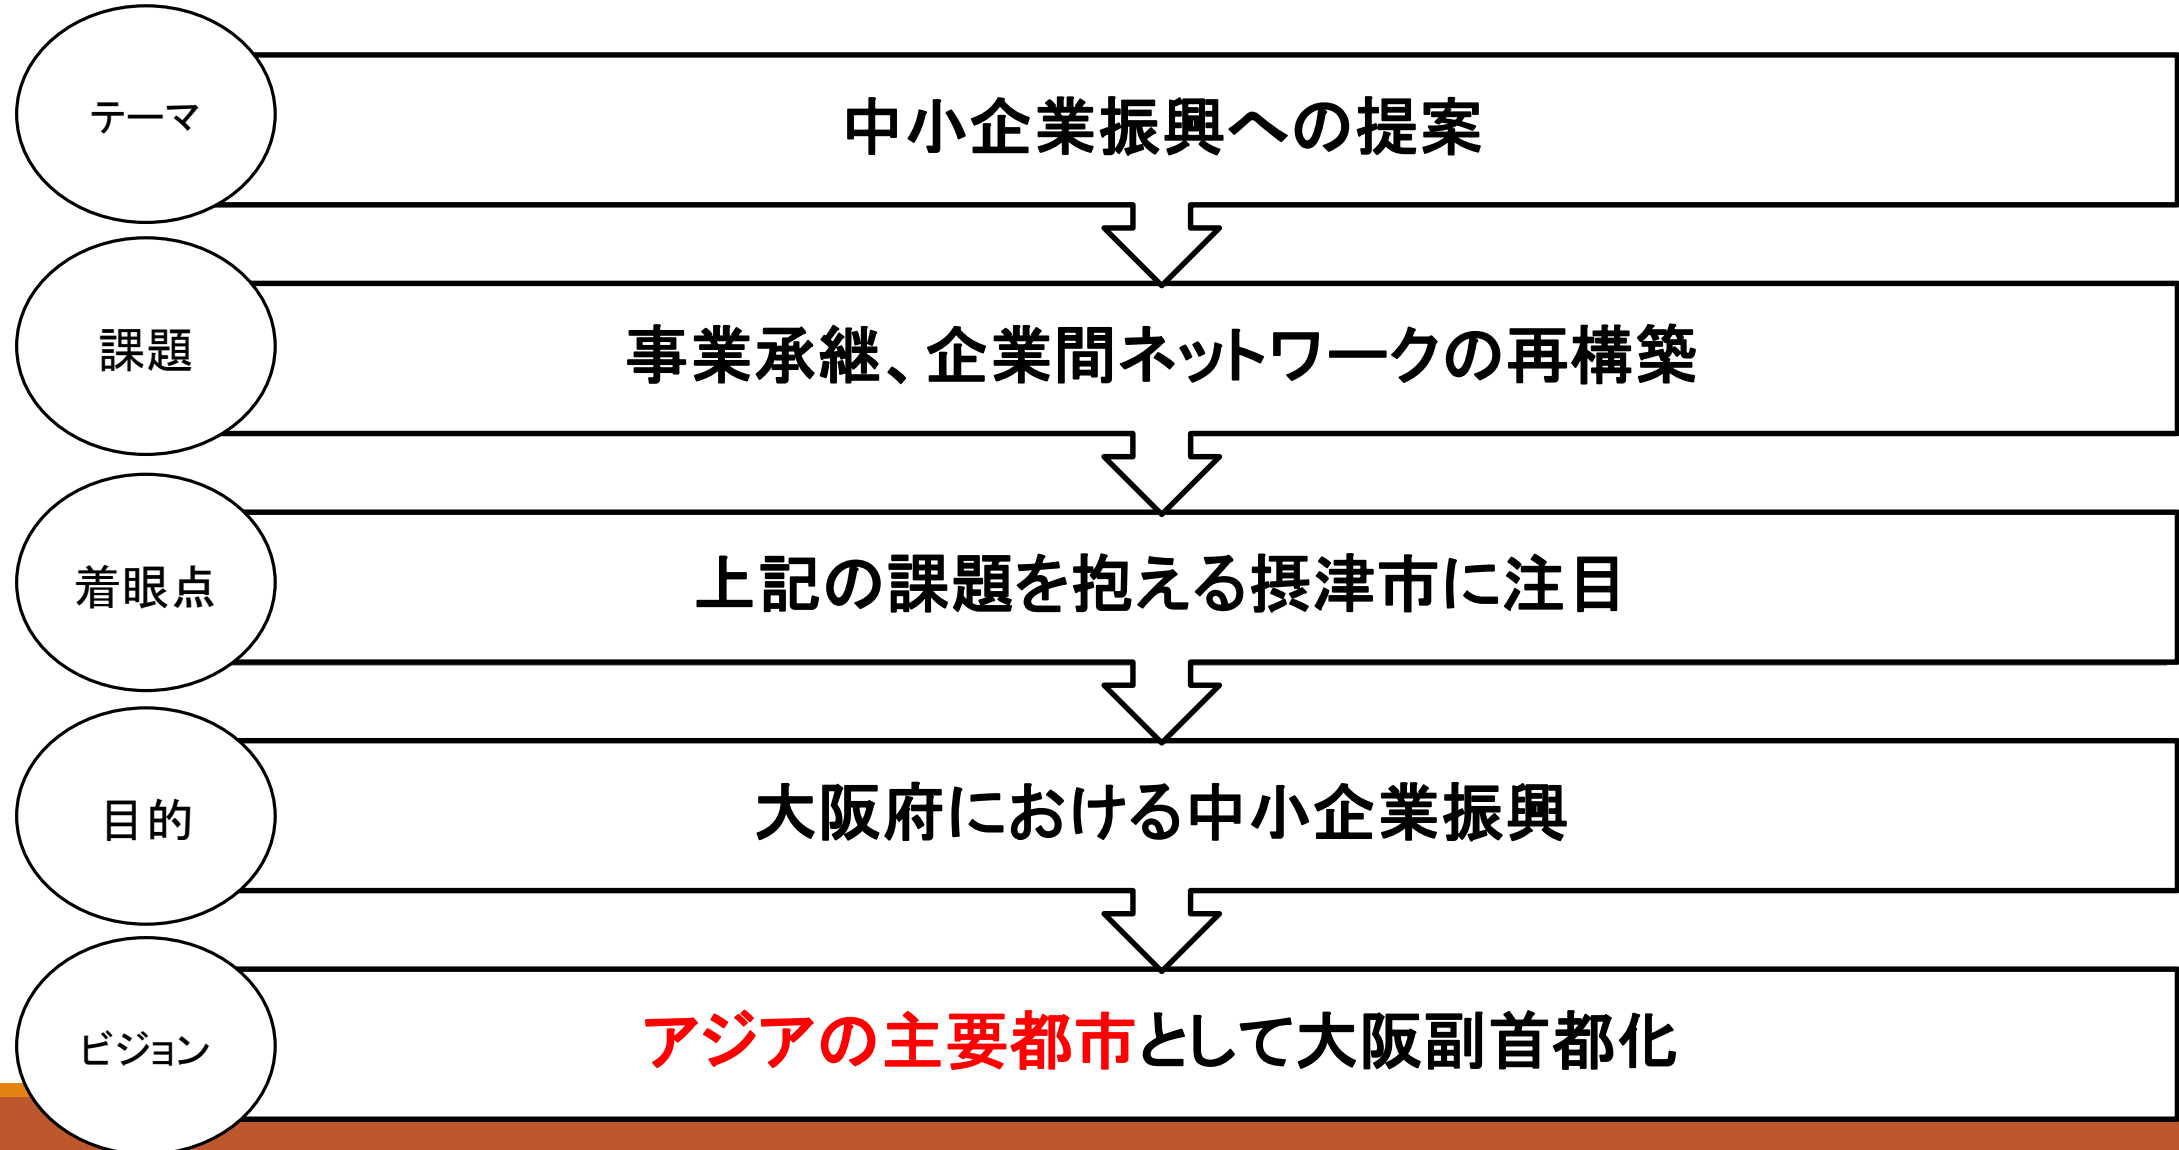 テーマ
中小企業振興への提案
課題
事業承継、企業間ネットワークの再構築
着眼点
上記の課題を抱える摂津市に注目
目的
大阪府における中小企業振興
ビジョン
アジアの主要都市として大阪副首都化